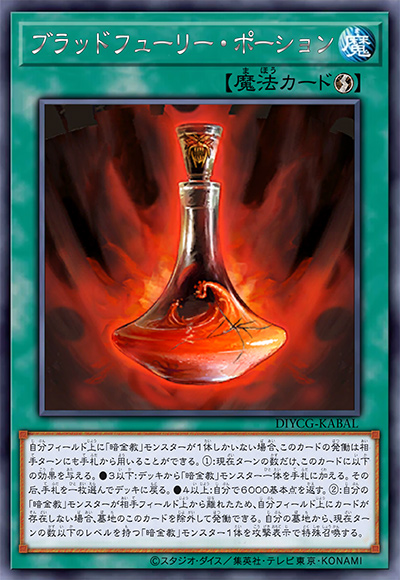 ブラッドフューリー・ポーション
魔
【魔法カード】
DIYCG-KABAL
自分フィールド上に「暗金教」モンスターが1体しかいない場合、このカードの発動は相
手ターンにも手札から用いることができる。①:現在ターンの数だけ、このカードに以下
の効果を与える。●3以下:デッキから「暗金教」モンスター一体を手札に加える。その
后、手札を一枚選んでデッキに戻る。●4以上:自分で6000基本点を返す。②:自分の
「暗金教」モンスターが相手フィールド上から離れたため、自分フィールド上にカードが
存在しない場合、墓地のこのカードを除外して発動できる。自分の墓地から、現在ター
ンの数以下のレベルを持つ「暗金教」モンスター1体を攻撃表示で特殊召喚する。
©スタジオ・ダイス/集英社・テレビ東京・KONAMI